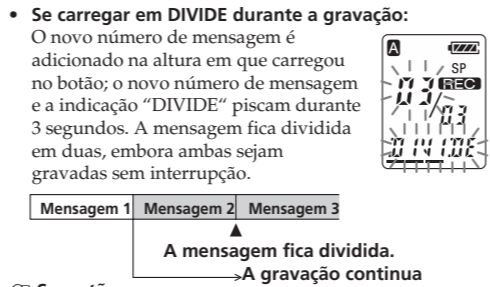 • Se carregar em DIVIDE durante a gravação:
O novo número de mensagem é
adicionado na altura em que carregou
no botão; o novo número de mensagem
e a indicação “DIVIDE“ piscam durante
3 segundos. A mensagem fica dividida
em duas, embora ambas sejam
gravadas sem interrupção.
A
SP
03 REC
03
DIVIDE
Mensagem 1 Mensagem 2 Mensagem 3
A mensagem fica dividida.
A gravação continua